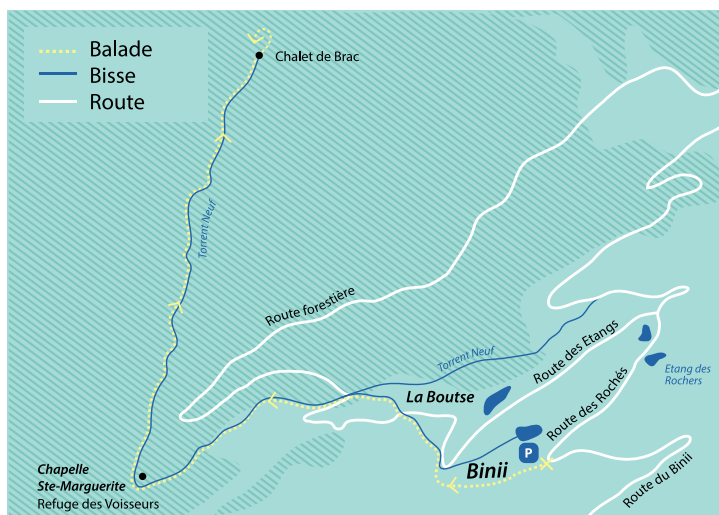 Balade
Bisse
Route
Chalet de Brac
Torrent Neuf
Route forestière
Torrent Neuf
Route des Etangs
La Boutse
Etang des
Rochers
Route des Rochés
P
Binii
Route du Binii
Chapelle
Ste-Marguerite
Refuge des Voisseurs